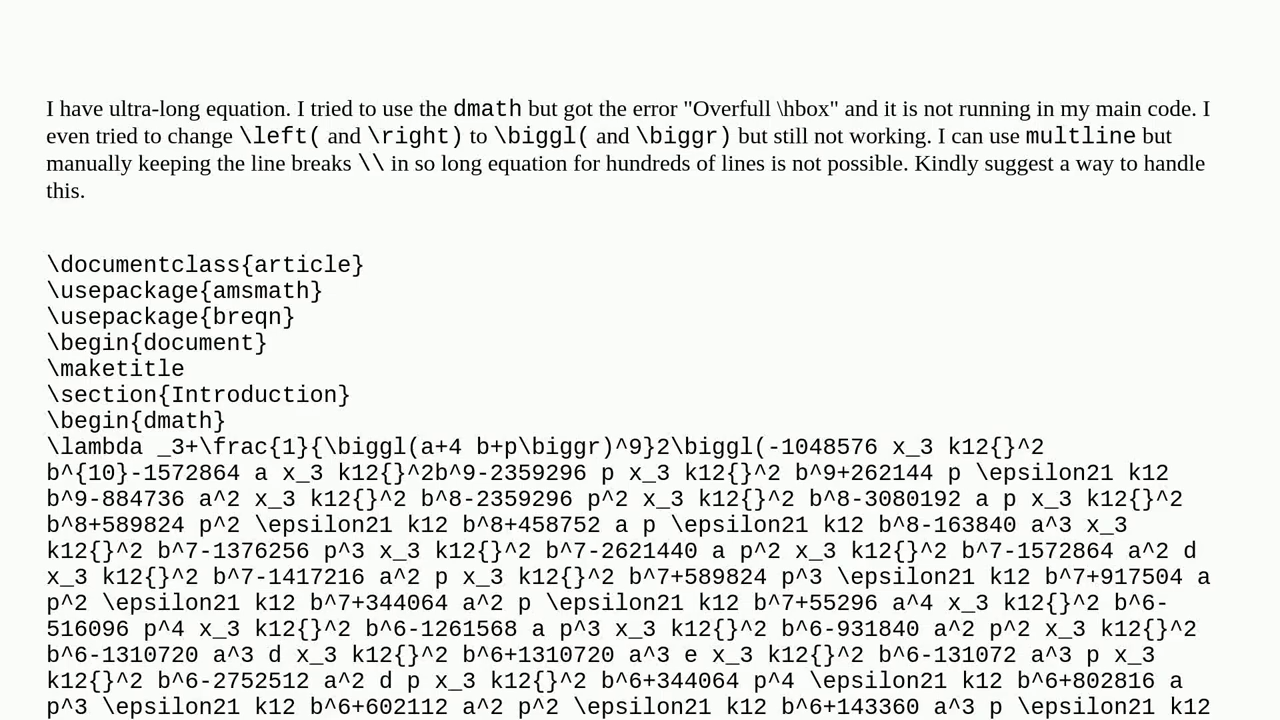 I have ultra-long equation. I tried to use the dmath but got the error "Overfull \hbox" and it is not running in my main code. I
even tried to change \left( and \right) to \biggl( and \biggr) but still not working. I can use multline but
manually keeping the line breaks \\ in so long equation for hundreds of lines is not possible. Kindly suggest a way to handle
this.
\documentclass{article}
\usepackage{amsmath}
\usepackage{breqn}
\begin{document}
\maketitle
\section{Introduction}
\begin{dmath}
\lambda _3+\frac{1}{\biggl(a+4 b+p\biggr)^9}2\biggl(-1048576 x_3 k12{}^2
b^{10}-1572864 a x_3 k12{}^2b^9-2359296 p x_3 k12{}^2 b^9+262144 p \epsilon21 k12
b^9-884736 a^2 x_3 k12{}^2 b^8-2359296 p^2 x_3 k12{}^2 b^8-3080192 a p x_3 k12{}^2
b^8+589824 p^2 \epsilon21 k12 b^8+458752 a p \epsilon21 k12 b^8-163840 a^3 x_3
k12{}^2 b^7-1376256 p^3 x_3 k12{}^2 b^7-2621440 a p^2 x_3 k12{}^2 b^7-1572864 a^2 d
x_3 k12{}^2 b^7-1417216 a^2 p x_3 k12{}^2 b^7+589824 p^3 \epsilon21 k12 b^7+917504 a
p^2 \epsilon21 k12 b^7+344064 a^2 p \epsilon21 k12 b^7+55296 a^4 x_3 k12{}^2 b^6-
516096 p^4 x_3 k12{}^2 b^6-1261568 a p^3 x_3 k12{}^2 b^6-931840 a^2 p^2 x_3 k12{}^2
b^6-1310720 a^3 d x_3 k12{}^2 b^6+1310720 a^3 e x_3 k12{}^2 b^6-131072 a^3 p x_3
k12{}^2 b^6-2752512 a^2 d p x_3 k12{}^2 b^6+344064 p^4 \epsilon21 k12 b^6+802816 a
p^3 \epsilon21 k12 b^6+602112 a^2 p^2 \epsilon21 k12 b^6+143360 a^3 p \epsilon21 k12